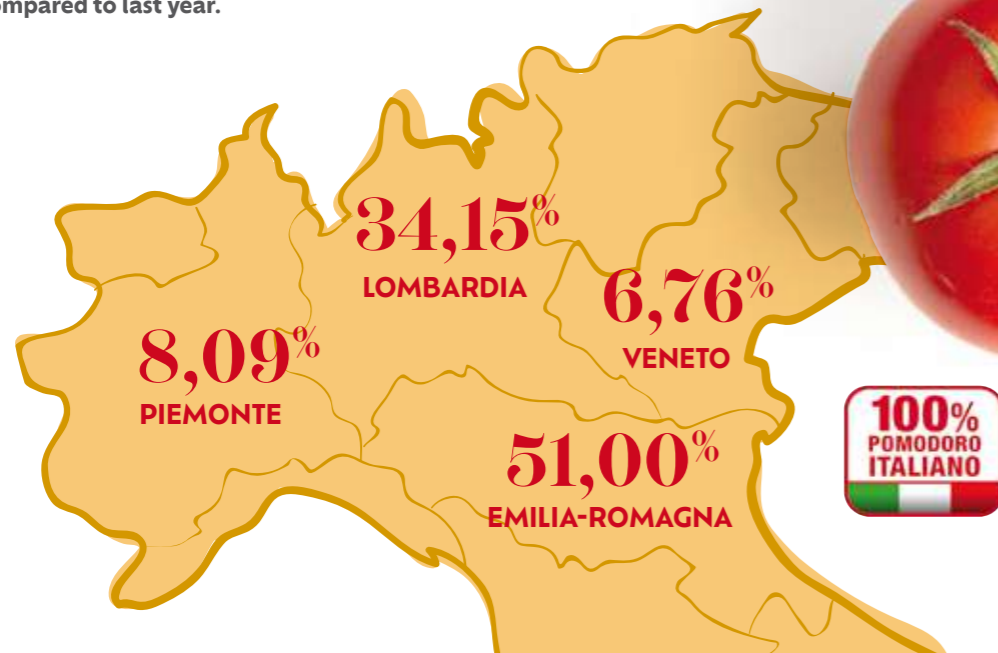 ompared to last year.
34,15%
LOMBARDIA
6,76%
VENETO
8,09%
PIEMONTE
51,00%
EMILIA-ROMAGNA
100%
POMODORO
ITALIANO